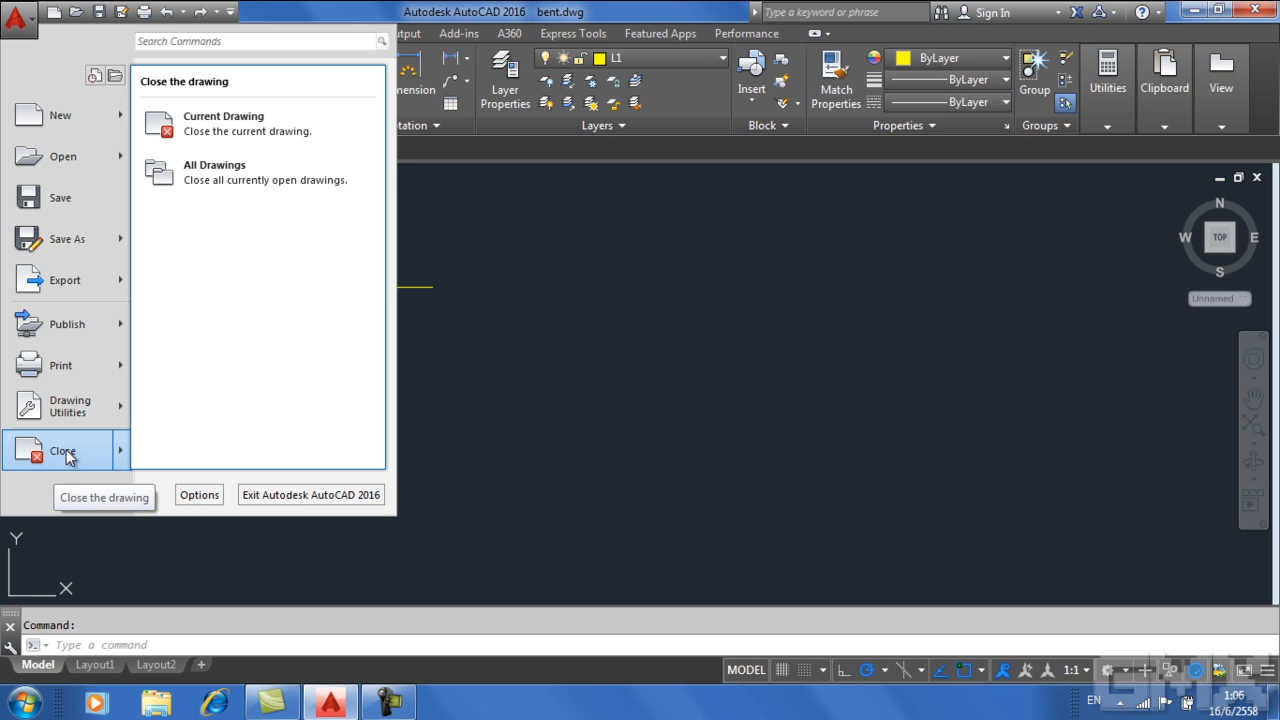 Autodesk AutoCAD 2016 bent.dwg
Type a keyword or phrase
Sign In
Search Commands
Output Add-ins A360 Express Tools Featured Apps Performance
Close the drawing
New
Open
Save
Save As
Export
Publish
Print
Drawing
Utilities
Close
Current Drawing
Close the current drawing.
All Drawings
Close all currently open drawings.
Options
Exit Autodesk AutoCAD 2016
Close the drawing
Layer
Properties
L1
Insert
Match
Properties
ByLayer
ByLayer
ByLayer
Group
Utilities
Clipboard
View
Layers
Block
Properties
Groups
N
W
TOP
E
S
Unnamed
Y
X
Command:
Type a command
Model Layout1 Layout2 +
MODEL
1:1
EN
1:06
16/6/2558